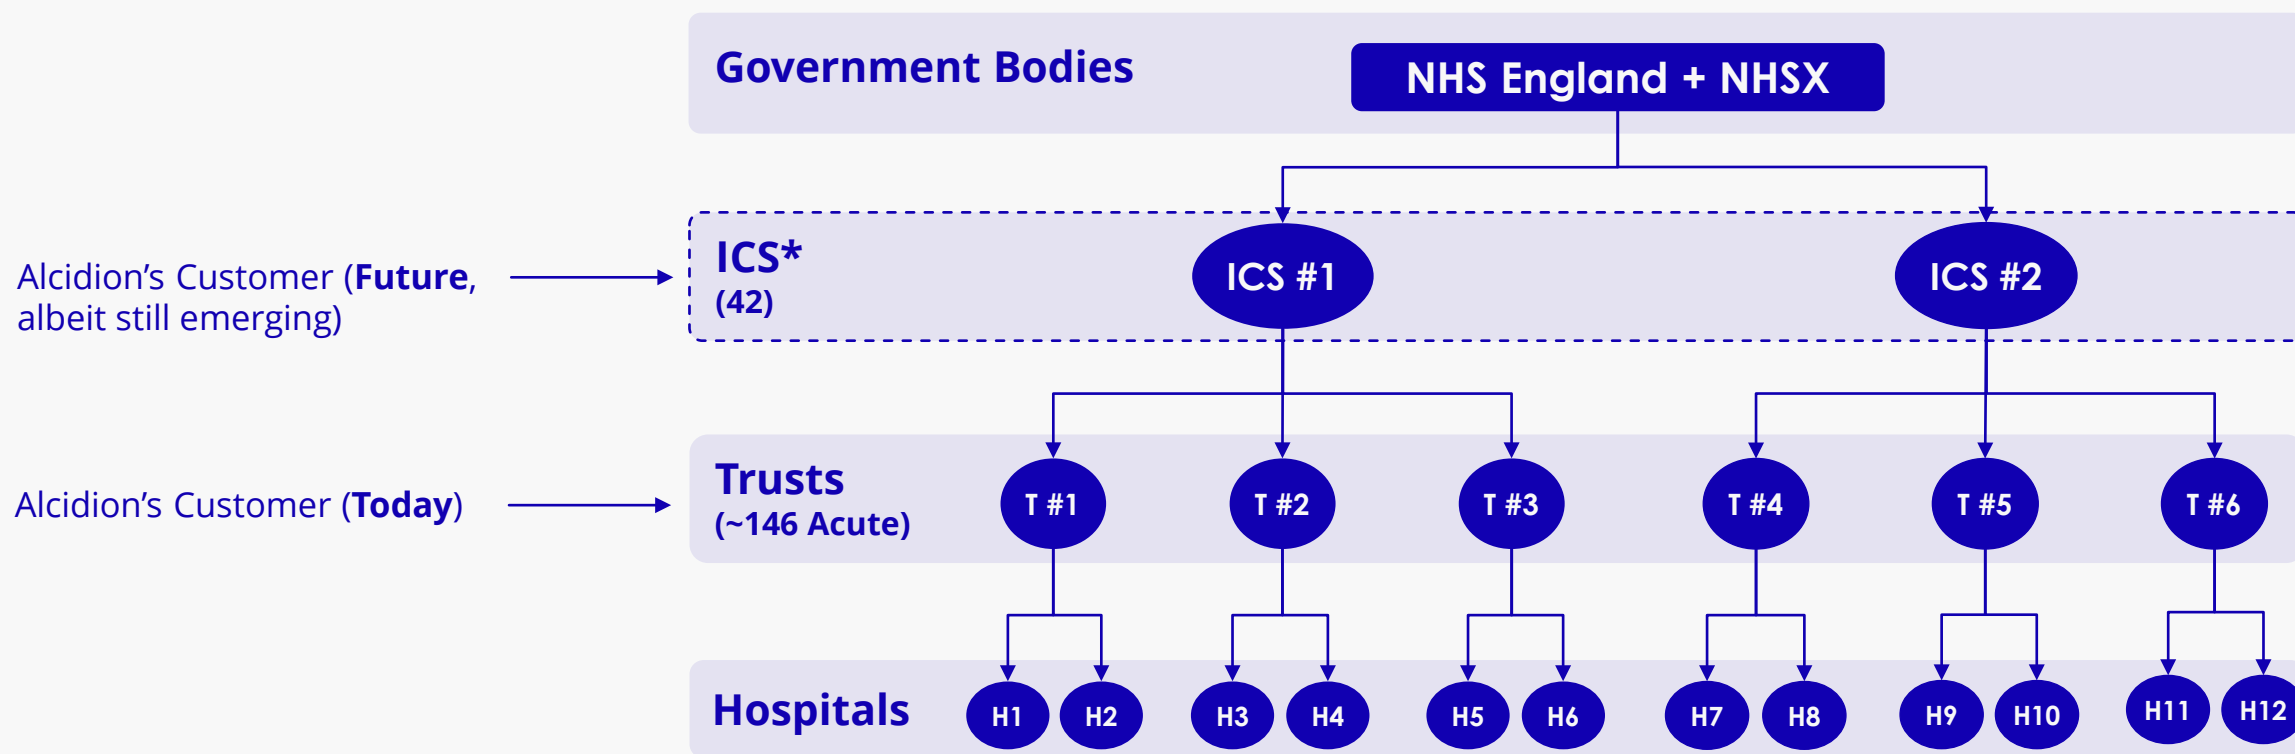 Government Bodies
NHS England + NHSX
Alcidion’s Customer (Future,
albeit still emerging)
ICS*
(42)
ICS #1
ICS #2
Alcidion’s Customer (Today)
Trusts
(~146 Acute)
T #1
T #2
T #3
T #4
T #5
T #6
Hospitals
H1
H2
H3
H4
H5
H6
H7
H8
H9
H10
H11
H12